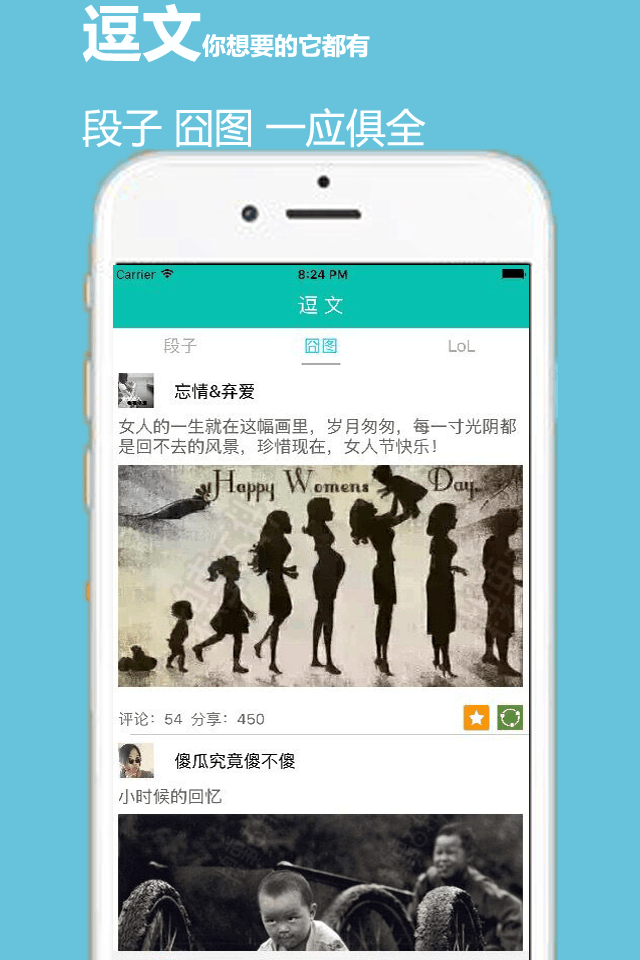 逗文你想要的它都有
段子 囧图 一应俱全
Carrier 8:24 PM
逗 文
段子 囧图 LoL
忘情&弃爱
女人的一生就在这幅画里，岁月匆匆，每一寸光阴都
是回不去的风景，珍惜现在，女人节快乐！
Happy Womens Day.
评论：54 分享：450
傻瓜究竟傻不傻
小时候的回忆